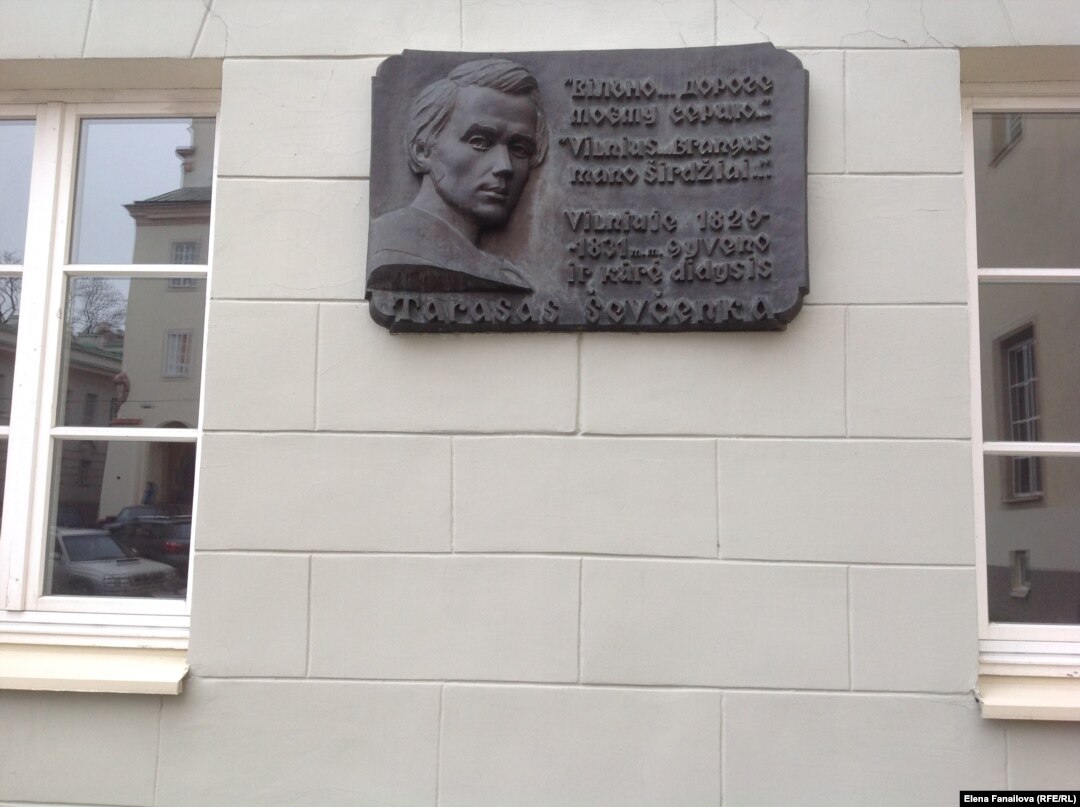 "Вільно... дороге
моєму серцю."
"Vilnius...brangus
mano širdžiai..."
Vilniuje 1829-
-1831 m.m. gyveno
ir kūrė didysis
Tarasas Ševčenka
Elena Fanailova (RFE/RL)